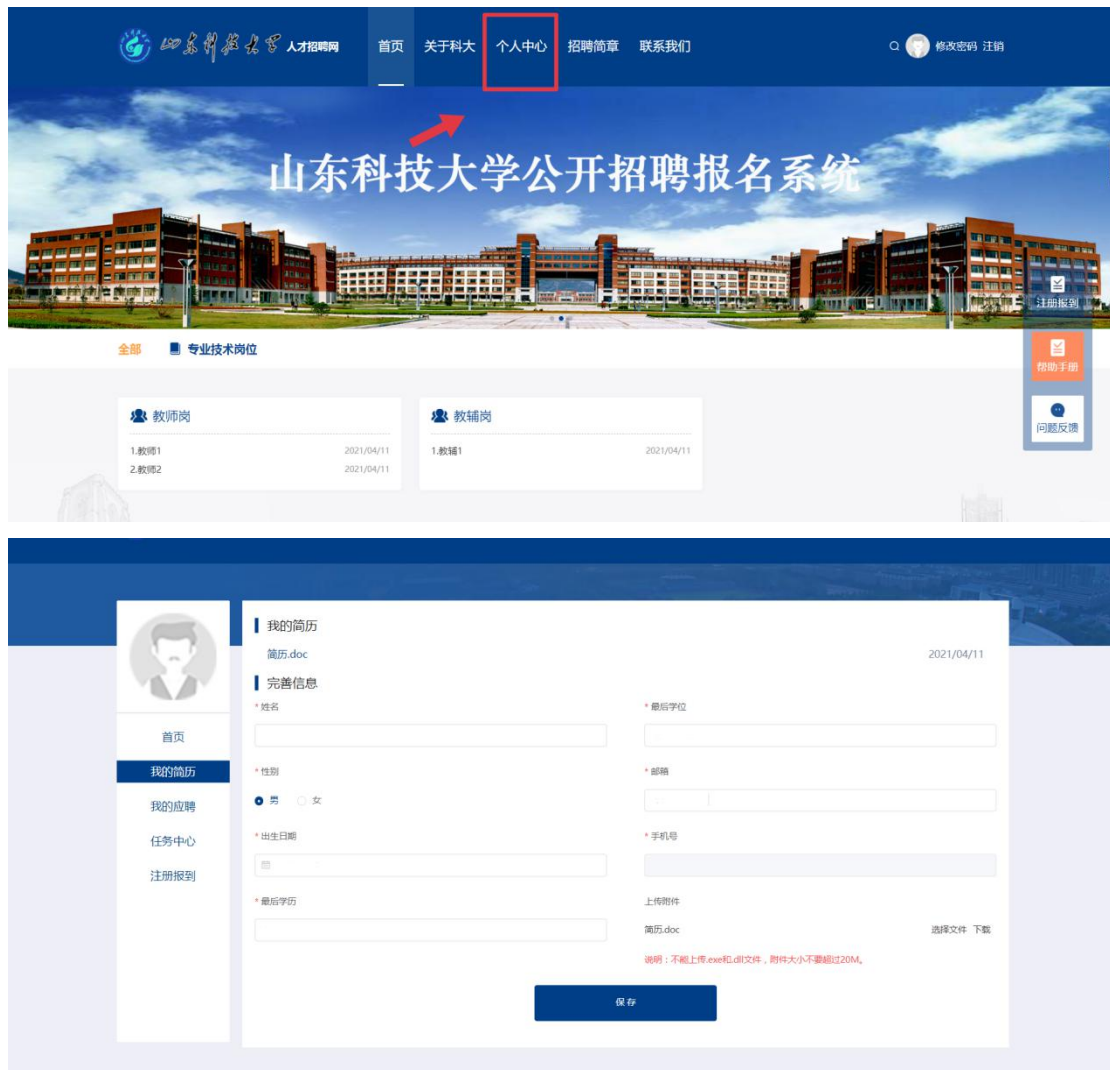 山东科技大学 人才招聘网 首页 关于科大 个人中心 招聘简章 联系我们 修改密码 注销
山东科技大学公开招聘报名系统
注册报到
帮助手册
问题反馈
全部 专业技术岗位
教师岗
1.教师1 2021/04/11
2.教师2 2021/04/11
教辅岗
1.教辅1 2021/04/11
首页
我的简历
我的应聘
任务中心
注册报到
我的简历
简历.doc 2021/04/11
完善信息
* 姓名
* 最后学位
* 性别
男 女
* 邮箱
* 出生日期
* 手机号
* 最后学历
上传附件
简历.doc 选择文件 下载
说明：不能上传.exe和.dll文件，附件大小不要超过20M。
保存